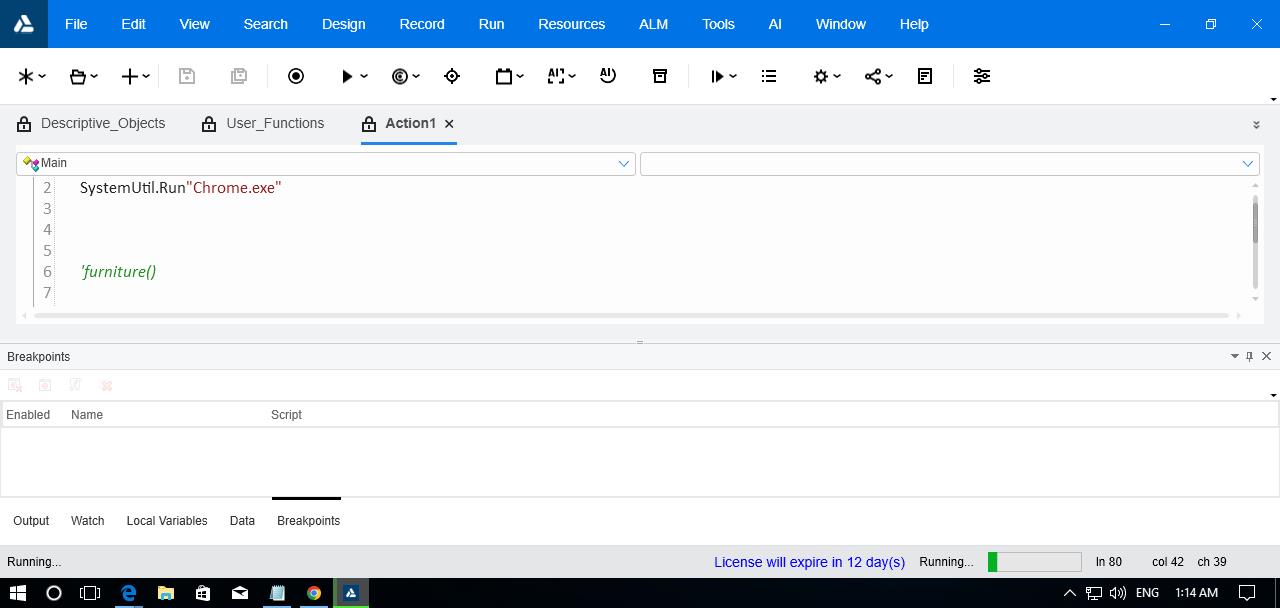 File Edit View Search Design Record Run Resources ALM Tools AI Window Help
Descriptive_Objects User_Functions Action1
Main
2 SystemUtil.Run"Chrome.exe"
3
4
5
6 'furniture()
7
Breakpoints
Enabled Name Script
Output Watch Local Variables Data Breakpoints
Running... License will expire in 12 day(s) Running... ln 80 col 42 ch 39
ENG 1:14 AM